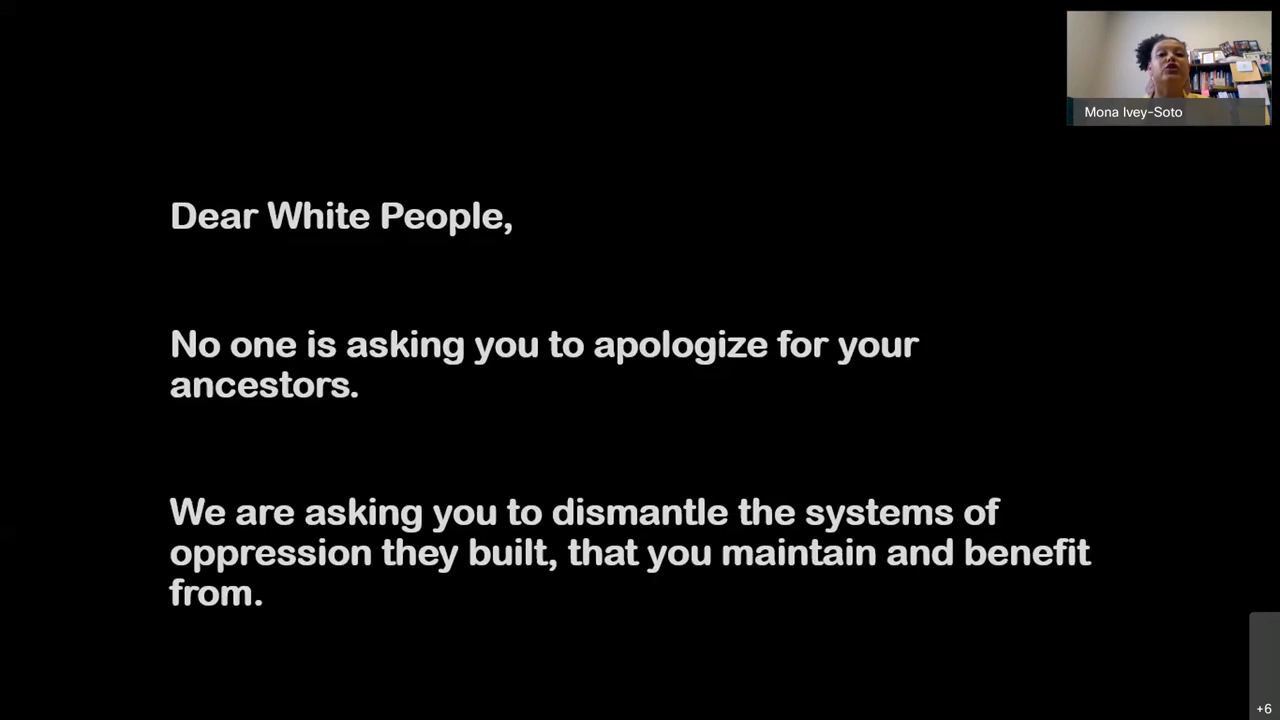 Mona Ivey-Soto
Dear White People,
No one is asking you to apologize for your
ancestors.
We are asking you to dismantle the systems of
oppression they built, that you maintain and benefit
from.
+6